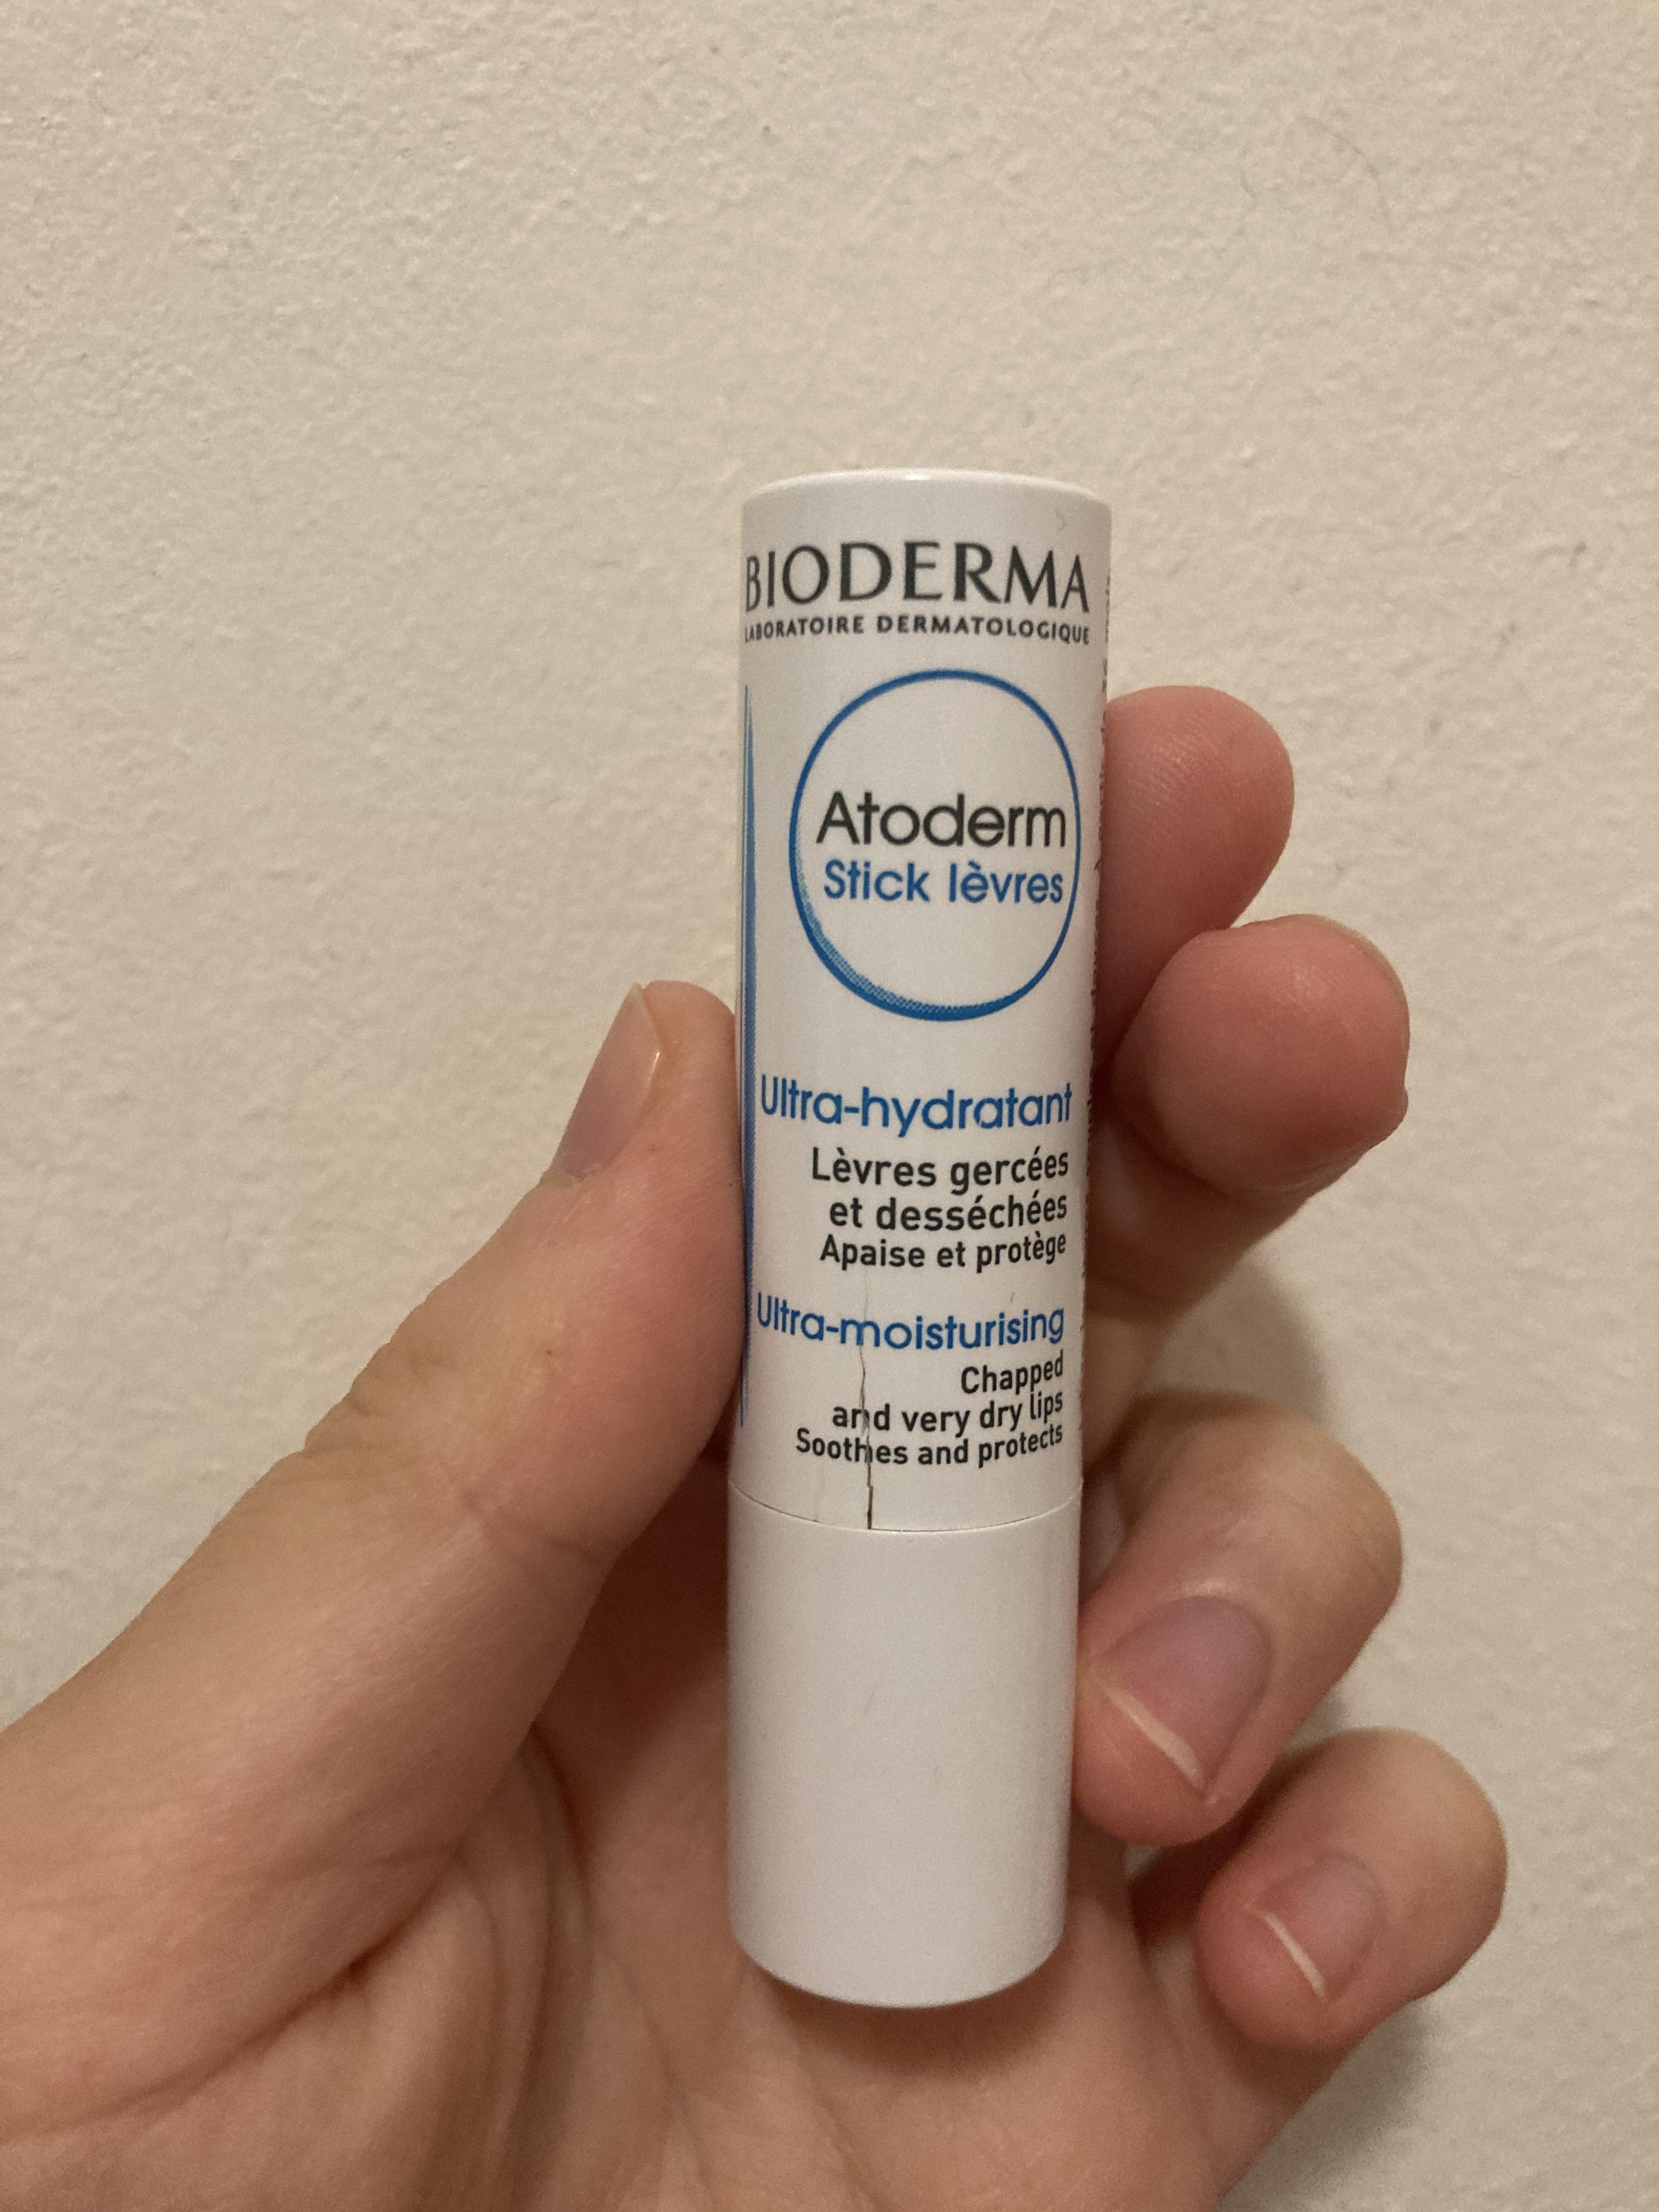 BIODERMA
LABORATOIRE DERMATOLOGIQUE
Atoderm
Stick lèvres
Ultra-hydratant
Lèvres gercées
et desséchées
Apaise et protège
Ultra-moisturising
Chapped
and very dry lips
Soothes and protects